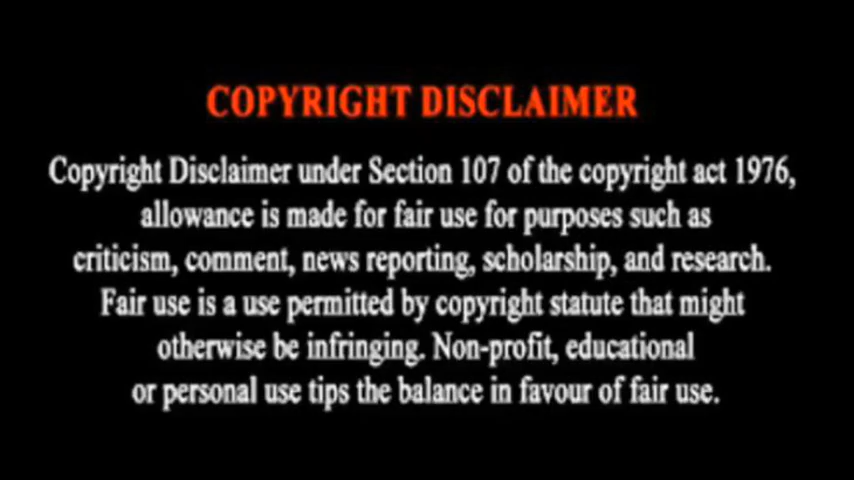 COPYRIGHT DISCLAIMER
Copyright Disclaimer under Section 107 of the copyright act 1976,
allowance is made for fair use for purposes such as
criticism, comment, news reporting, scholarship, and research.
Fair use is a use permitted by copyright statute that might
otherwise be infringing. Non-profit, educational
or personal use tips the balance in favour of fair use.